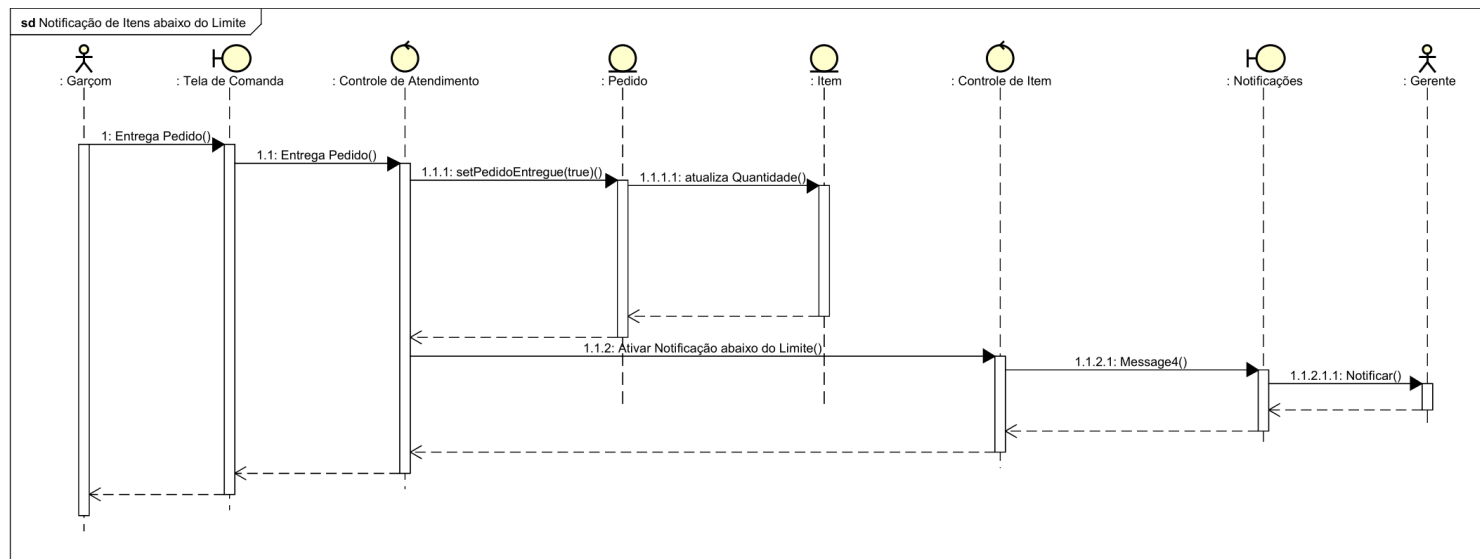 sd Notificação de Itens abaixo do Limite
: Garçom
: Tela de Comanda
: Controle de Atendimento
: Pedido
: Item
: Controle de Item
: Notificações
: Gerente
1: Entrega Pedido()
1.1: Entrega Pedido()
1.1.1: setPedidoEntregue(true)()
1.1.1.1: atualiza Quantidade()
1.1.2: Ativar Notificação abaixo do Limite()
1.1.2.1: Message4()
1.1.2.1.1: Notificar()